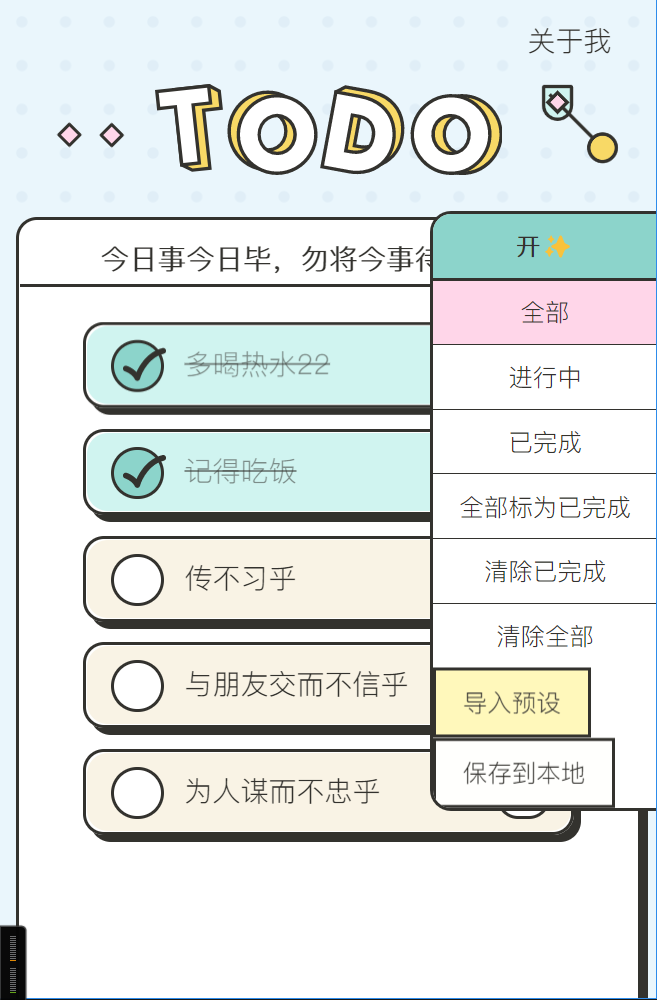 关于我
TODO
今日事今日毕，勿将今事待
多喝热水22
记得吃饭
传不习乎
与朋友交而不信乎
为人谋而不忠乎
开✨
全部
进行中
已完成
全部标为已完成
清除已完成
清除全部
导入预设
保存到本地